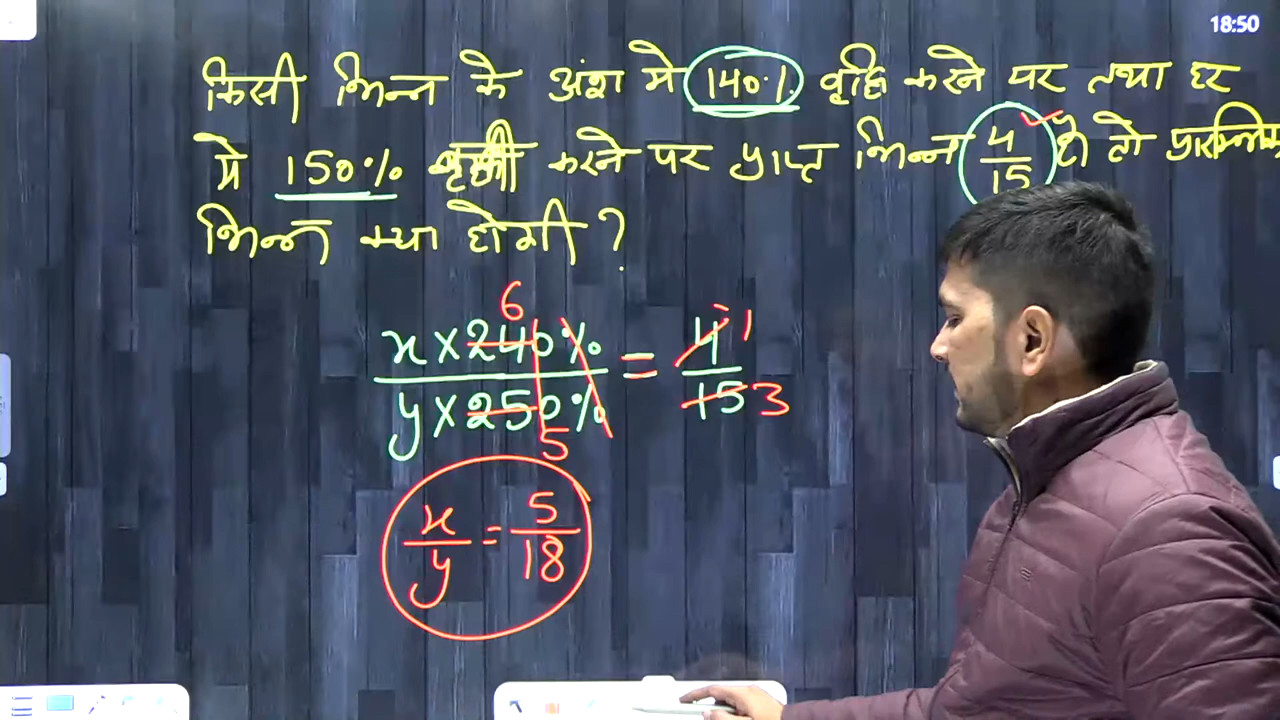 18:50
किसी भिन्न के अंश मे 140% वृद्धि करने पर तथा हर
मे 150% वृद्धी करने पर प्राप्त भिन्न 4/15 हो तो प्रारम्भिक
भिन्न क्या होगी ?
6
x × 240% / y × 250% = 4/15 1 3
5
x/y = 5/18